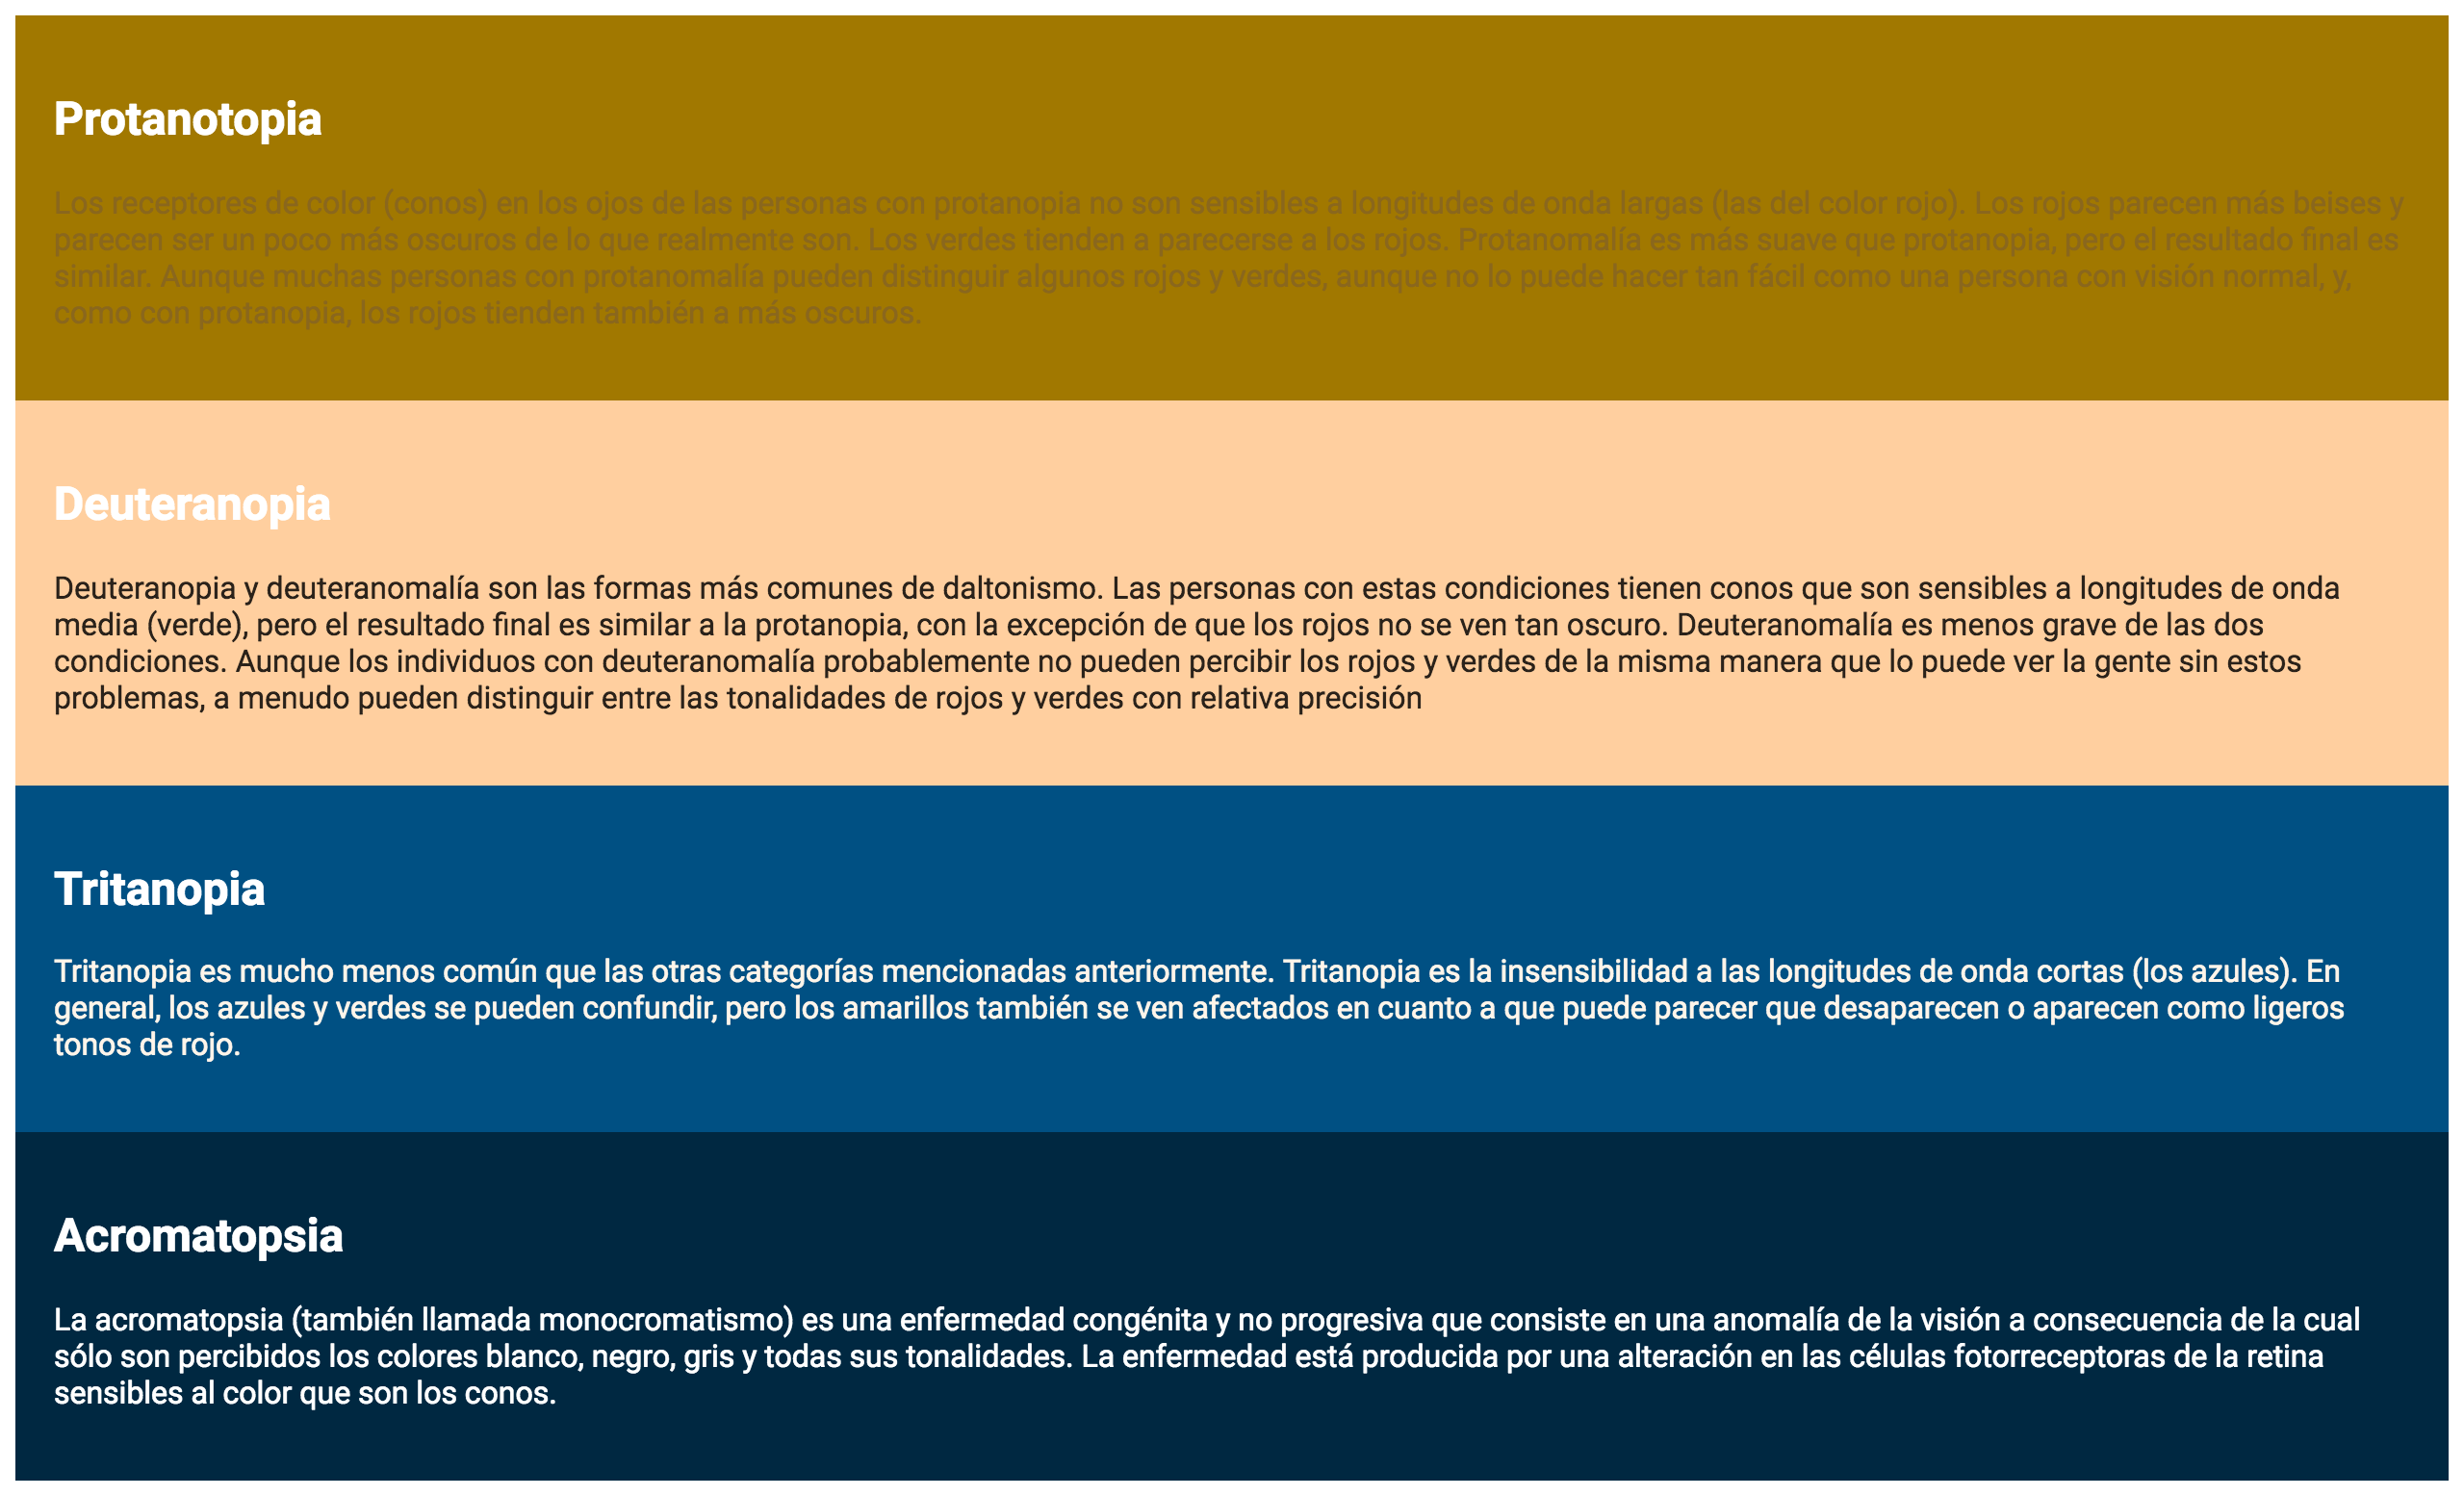 Protanotopia
Los receptores de color (conos) en los ojos de las personas con protanopia no son sensibles a longitudes de onda largas (las del color rojo). Los rojos parecen más beises y
parecen ser un poco más oscuros de lo que realmente son. Los verdes tienden a parecerse a los rojos. Protanomalía es más suave que protanopia, pero el resultado final es
similar. Aunque muchas personas con protanomalía pueden distinguir algunos rojos y verdes, aunque no lo puede hacer tan fácil como una persona con visión normal, y,
como con protanopia, los rojos tienden también a más oscuros.
Deuteranopia
Deuteranopia y deuteranomalía son las formas más comunes de daltonismo. Las personas con estas condiciones tienen conos que son sensibles a longitudes de onda
media (verde), pero el resultado final es similar a la protanopia, con la excepción de que los rojos no se ven tan oscuro. Deuteranomalía es menos grave de las dos
condiciones. Aunque los individuos con deuteranomalía probablemente no pueden percibir los rojos y verdes de la misma manera que lo puede ver la gente sin estos
problemas, a menudo pueden distinguir entre las tonalidades de rojos y verdes con relativa precisión
Tritanopia
Tritanopia es mucho menos común que las otras categorías mencionadas anteriormente. Tritanopia es la insensibilidad a las longitudes de onda cortas (los azules). En
general, los azules y verdes se pueden confundir, pero los amarillos también se ven afectados en cuanto a que puede parecer que desaparecen o aparecen como ligeros
tonos de rojo.
Acromatopsia
La acromatopsia (también llamada monocromatismo) es una enfermedad congénita y no progresiva que consiste en una anomalía de la visión a consecuencia de la cual
sólo son percibidos los colores blanco, negro, gris y todas sus tonalidades. La enfermedad está producida por una alteración en las células fotorreceptoras de la retina
sensibles al color que son los conos.